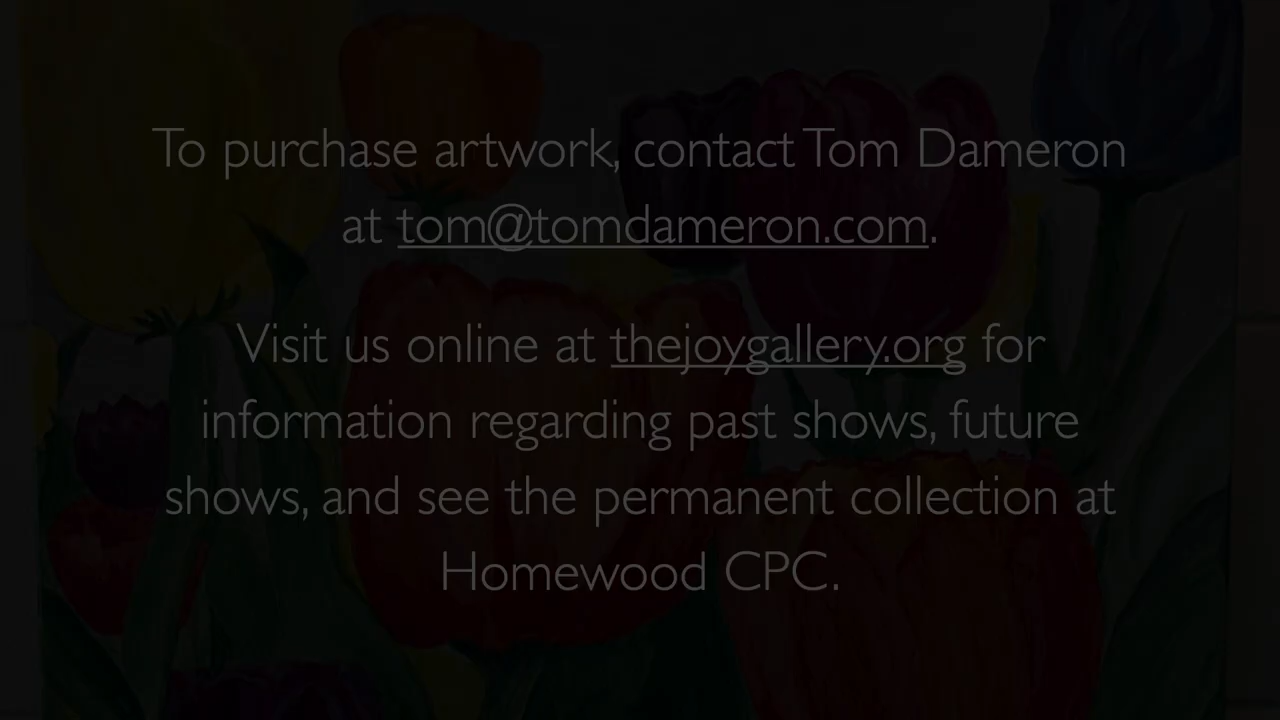 To purchase artwork, contact Tom Dameron
at tom@tomdameron.com.
Visit us online at thejoygallery.org for
information regarding past shows, future
shows, and see the permanent collection at
Homewood CPC.